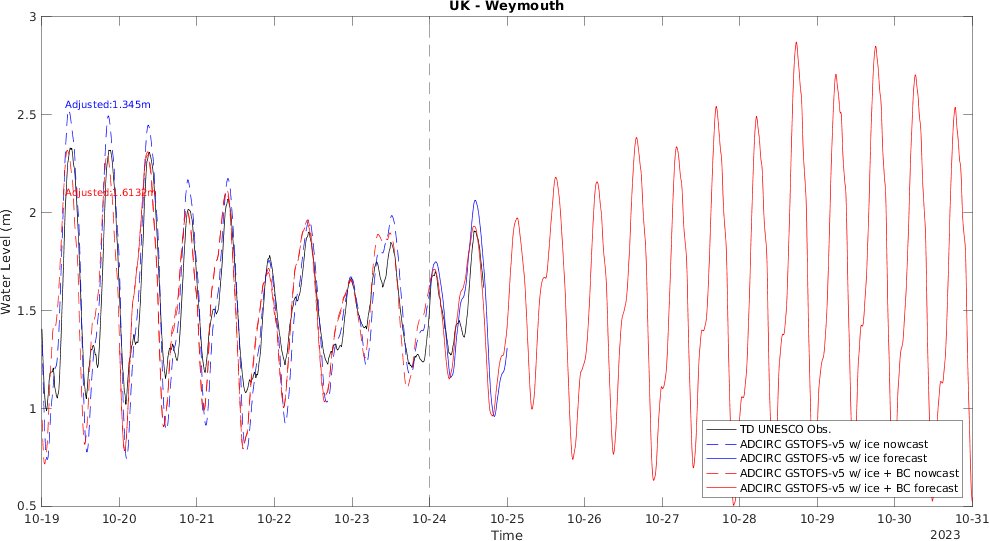 UK - Weymouth
3
2.5
2
1.5
1
0.5
Water Level (m)
Adjusted:1.345m
Adjusted:1.6132m
TD UNESCO Obs.
ADCIRC GSTOFS-v5 w/ ice nowcast
ADCIRC GSTOFS-v5 w/ ice forecast
ADCIRC GSTOFS-v5 w/ ice + BC nowcast
ADCIRC GSTOFS-v5 w/ ice + BC forecast
10-19 10-20 10-21 10-22 10-23 10-24 10-25 10-26 10-27 10-28 10-29 10-30 10-31
Time
2023